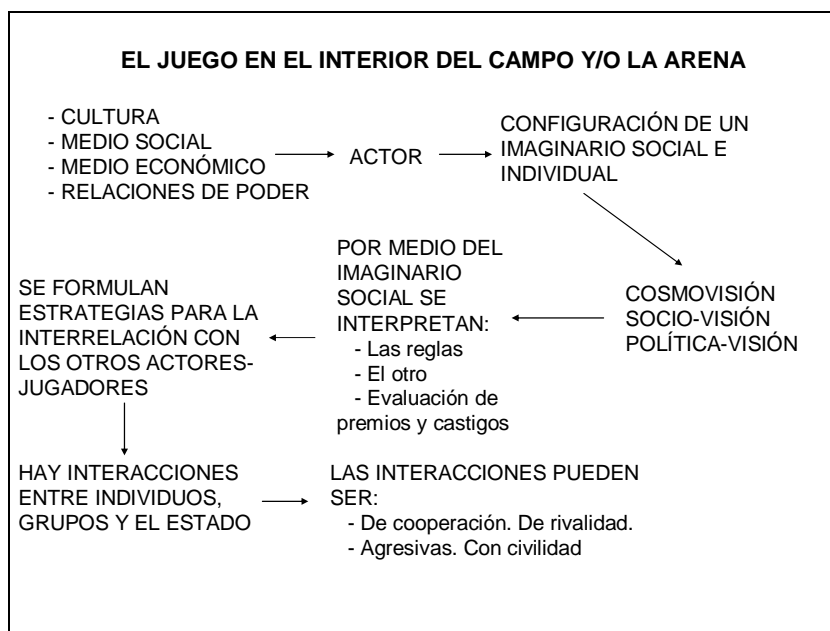 EL JUEGO EN EL INTERIOR DEL CAMPO Y/O LA ARENA
- CULTURA
- MEDIO SOCIAL
- MEDIO ECONÓMICO
- RELACIONES DE PODER
ACTOR
CONFIGURACIÓN DE UN
IMAGINARIO SOCIAL E
INDIVIDUAL
COSMOVISIÓN
SOCIO-VISIÓN
POLÍTICA-VISIÓN
POR MEDIO DEL
IMAGINARIO
SOCIAL SE
INTERPRETAN:
- Las reglas
- El otro
- Evaluación de
premios y castigos
SE FORMULAN
ESTRATEGIAS PARA LA
INTERRELACIÓN CON
LOS OTROS ACTORES-
JUGADORES
HAY INTERACCIONES
ENTRE INDIVIDUOS,
GRUPOS Y EL ESTADO
LAS INTERACCIONES PUEDEN
SER:
- De cooperación. De rivalidad.
- Agresivas. Con civilidad